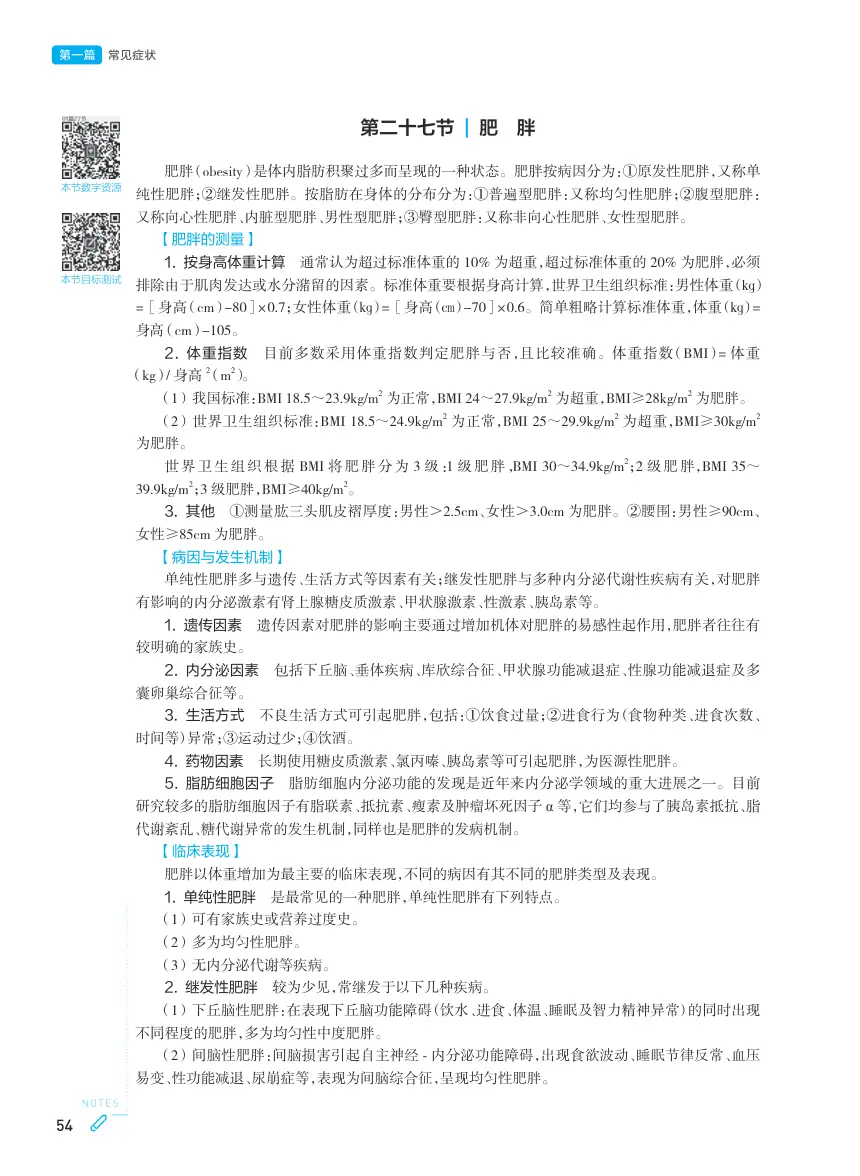 第一篇 常见症状
第二十七节 | 肥 胖
本节数字资源
本节目标测试
肥胖（obesity）是体内脂肪积聚过多而呈现的一种状态。肥胖按病因分为：①原发性肥胖，又称单
纯性肥胖；②继发性肥胖。按脂肪在身体的分布分为：①普遍型肥胖：又称均匀性肥胖；②腹型肥胖：
又称向心性肥胖、内脏型肥胖、男性型肥胖；③臀型肥胖：又称非向心性肥胖、女性型肥胖。
【肥胖的测量】
1. 按身高体重计算 通常认为超过标准体重的 10% 为超重，超过标准体重的 20% 为肥胖，必须
排除由于肌肉发达或水分潴留的因素。标准体重要根据身高计算，世界卫生组织标准：男性体重（kg）
=［身高（cm）-80］×0.7；女性体重（kg）=［身高（cm）-70］×0.6。简单粗略计算标准体重，体重（kg）=
身高（cm）-105。
2. 体重指数 目前多数采用体重指数判定肥胖与否，且比较准确。体重指数（BMI）= 体重
（kg）/ 身高²（m²）。
（1）我国标准：BMI 18.5～23.9kg/m² 为正常，BMI 24～27.9kg/m² 为超重，BMI≥28kg/m² 为肥胖。
（2）世界卫生组织标准：BMI 18.5～24.9kg/m² 为正常，BMI 25～29.9kg/m² 为超重，BMI≥30kg/m²
为肥胖。
世界卫生组织根据 BMI 将肥胖分为 3 级：1 级肥胖，BMI 30～34.9kg/m²；2 级肥胖，BMI 35～
39.9kg/m²；3 级肥胖，BMI≥40kg/m²。
3. 其他 ①测量肱三头肌皮褶厚度：男性＞2.5cm、女性＞3.0cm 为肥胖。②腰围：男性≥90cm、
女性≥85cm 为肥胖。
【病因与发生机制】
单纯性肥胖多与遗传、生活方式等因素有关；继发性肥胖与多种内分泌代谢性疾病有关，对肥胖
有影响的内分泌激素有肾上腺糖皮质激素、甲状腺激素、性激素、胰岛素等。
1. 遗传因素 遗传因素对肥胖的影响主要通过增加机体对肥胖的易感性起作用，肥胖者往往有
较明确的家族史。
2. 内分泌因素 包括下丘脑、垂体疾病、库欣综合征、甲状腺功能减退症、性腺功能减退症及多
囊卵巢综合征等。
3. 生活方式 不良生活方式可引起肥胖，包括：①饮食过量；②进食行为（食物种类、进食次数、
时间等）异常；③运动过少；④饮酒。
4. 药物因素 长期使用糖皮质激素、氯丙嗪、胰岛素等可引起肥胖，为医源性肥胖。
5. 脂肪细胞因子 脂肪细胞内分泌功能的发现是近年来内分泌学领域的重大进展之一。目前
研究较多的脂肪细胞因子有脂联素、抵抗素、瘦素及肿瘤坏死因子 α 等，它们均参与了胰岛素抵抗、脂
代谢紊乱、糖代谢异常的发生机制，同样也是肥胖的发病机制。
【临床表现】
肥胖以体重增加为最主要的临床表现，不同的病因有其不同的肥胖类型及表现。
1. 单纯性肥胖 是最常见的一种肥胖，单纯性肥胖有下列特点。
（1）可有家族史或营养过度史。
（2）多为均匀性肥胖。
（3）无内分泌代谢等疾病。
2. 继发性肥胖 较为少见，常继发于以下几种疾病。
（1）下丘脑性肥胖：在表现下丘脑功能障碍（饮水、进食、体温、睡眠及智力精神异常）的同时出现
不同程度的肥胖，多为均匀性中度肥胖。
（2）间脑性肥胖：间脑损害引起自主神经 - 内分泌功能障碍，出现食欲波动、睡眠节律反常、血压
易变、性功能减退、尿崩症等，表现为间脑综合征，呈现均匀性肥胖。
NOTES
54